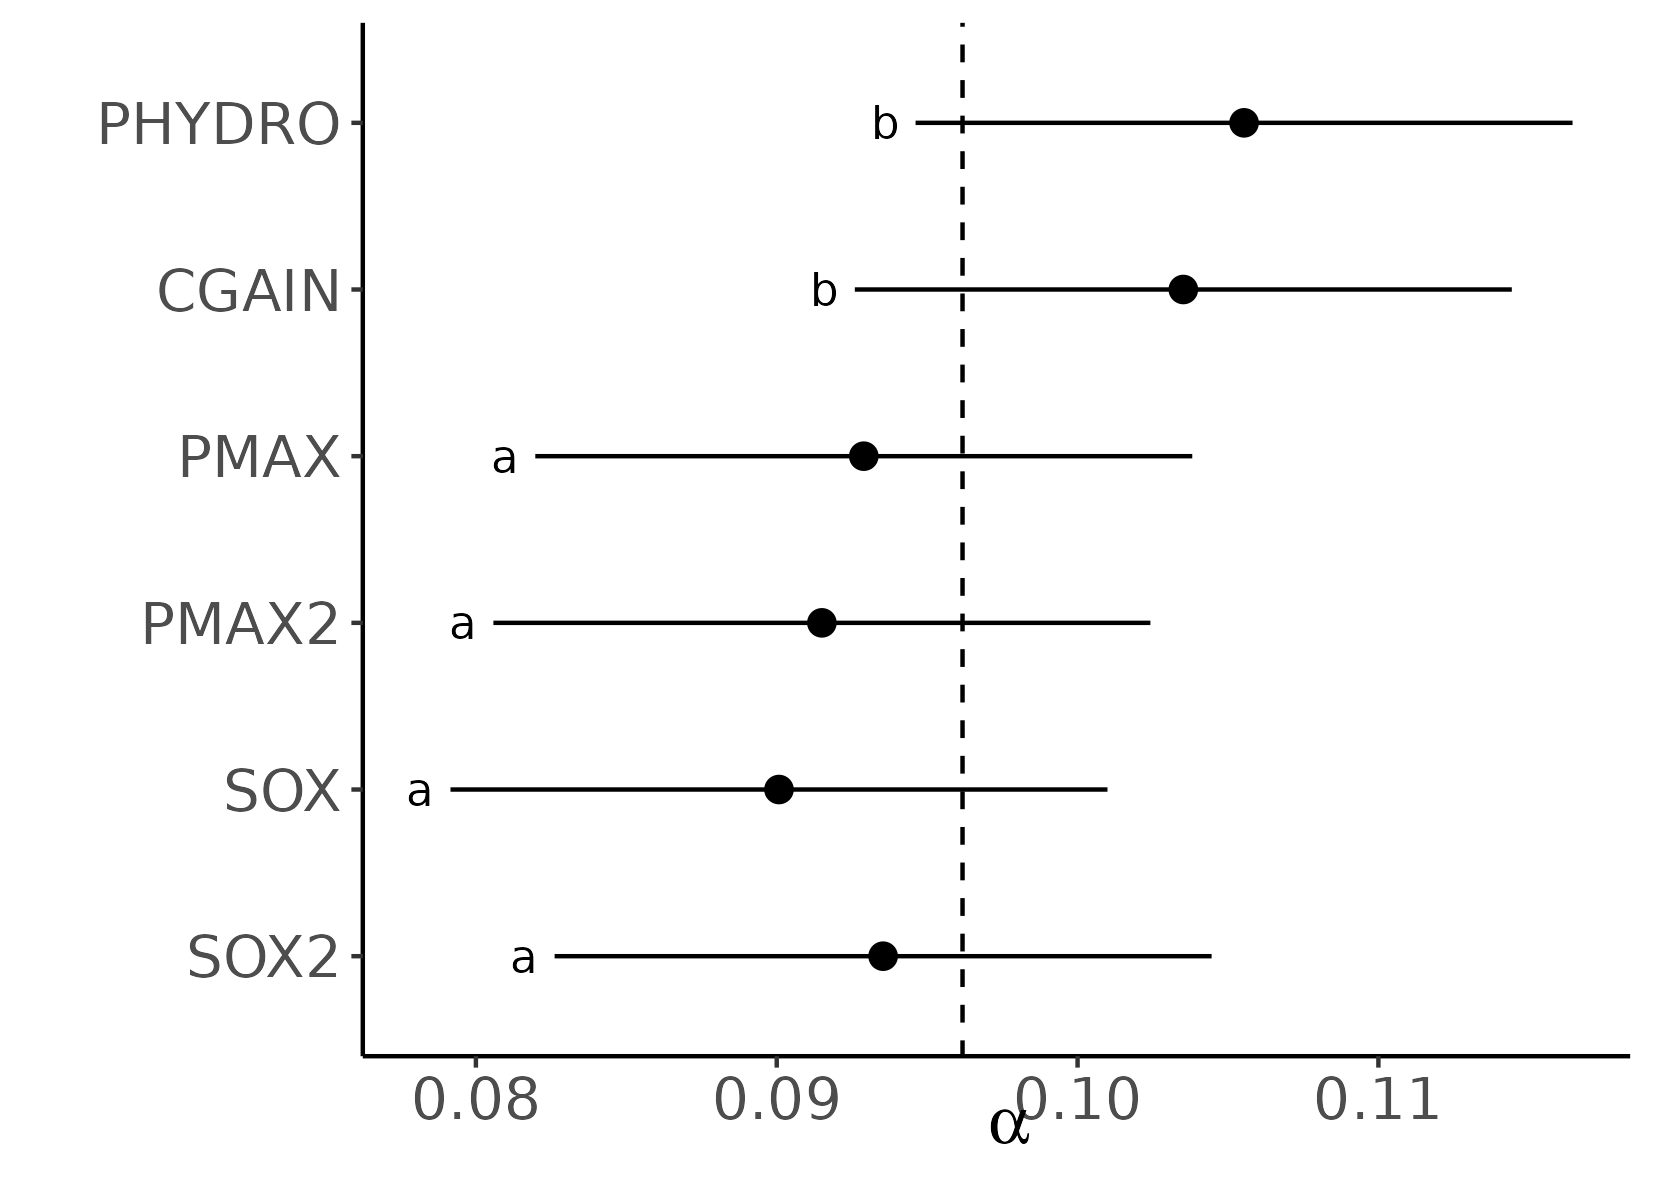 PHYDRO b
CGAIN b
PMAX a
PMAX2 a
SOX a
SOX2 a
0.08 0.09 0.10 0.11
α